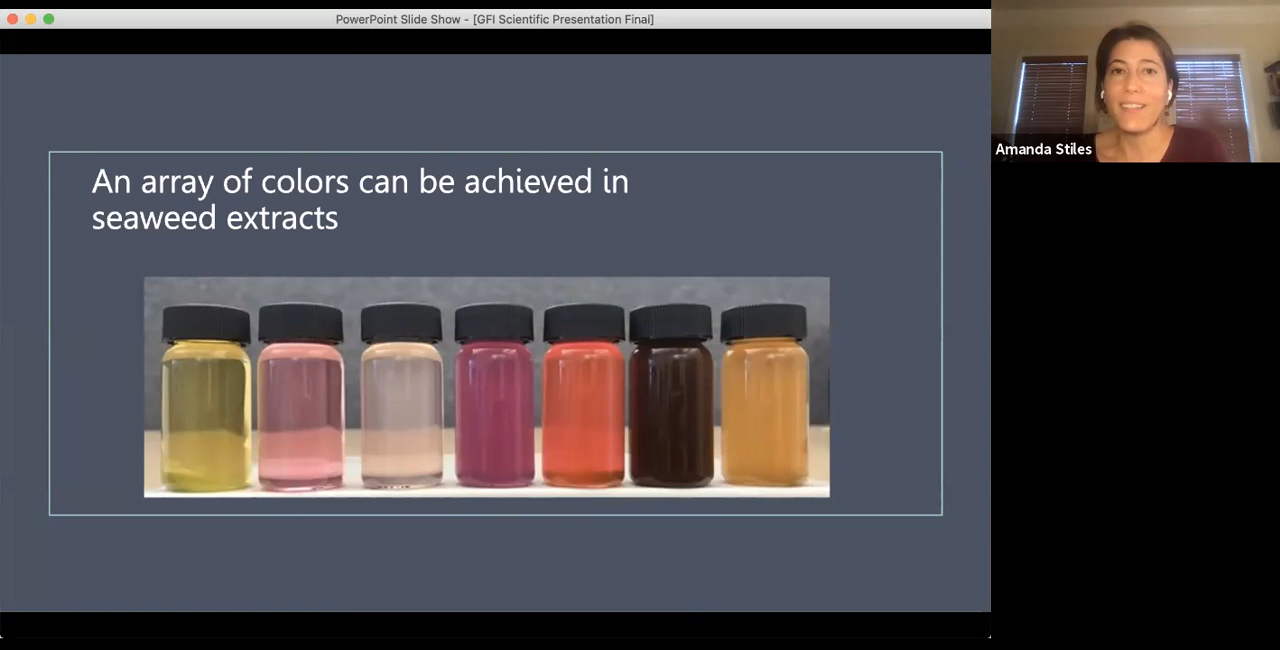 PowerPoint Slide Show - [GFI Scientific Presentation Final]
Amanda Stiles
An array of colors can be achieved in
seaweed extracts